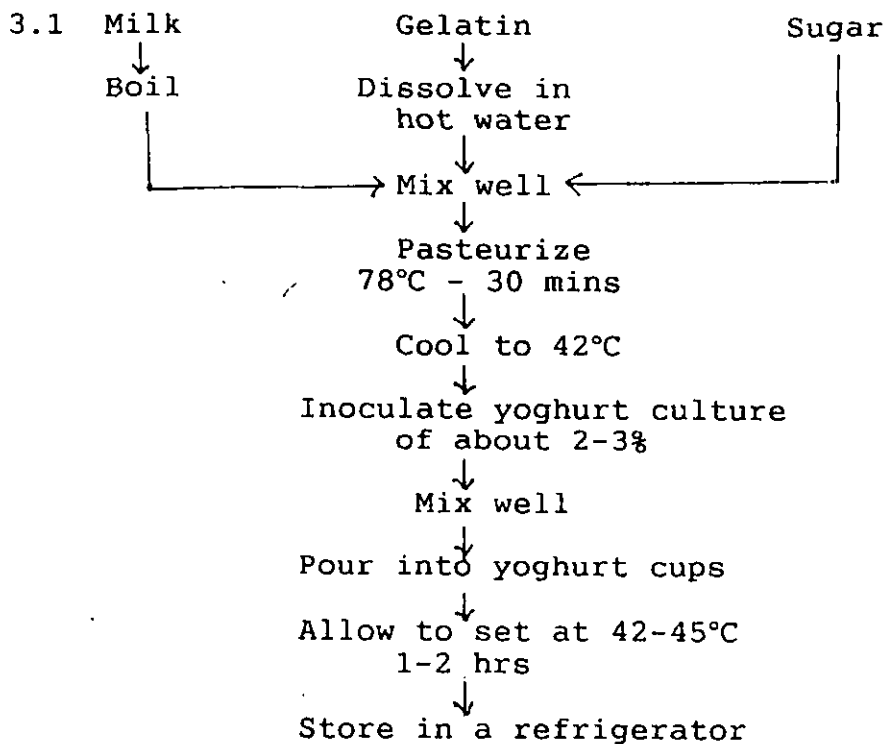 3.1 Milk Gelatin Sugar
Boil Dissolve in
hot water
Mix well
Pasteurize
78°C - 30 mins
Cool to 42°C
Inoculate yoghurt culture
of about 2-3%
Mix well
Pour into yoghurt cups
Allow to set at 42-45°C
1-2 hrs
Store in a refrigerator